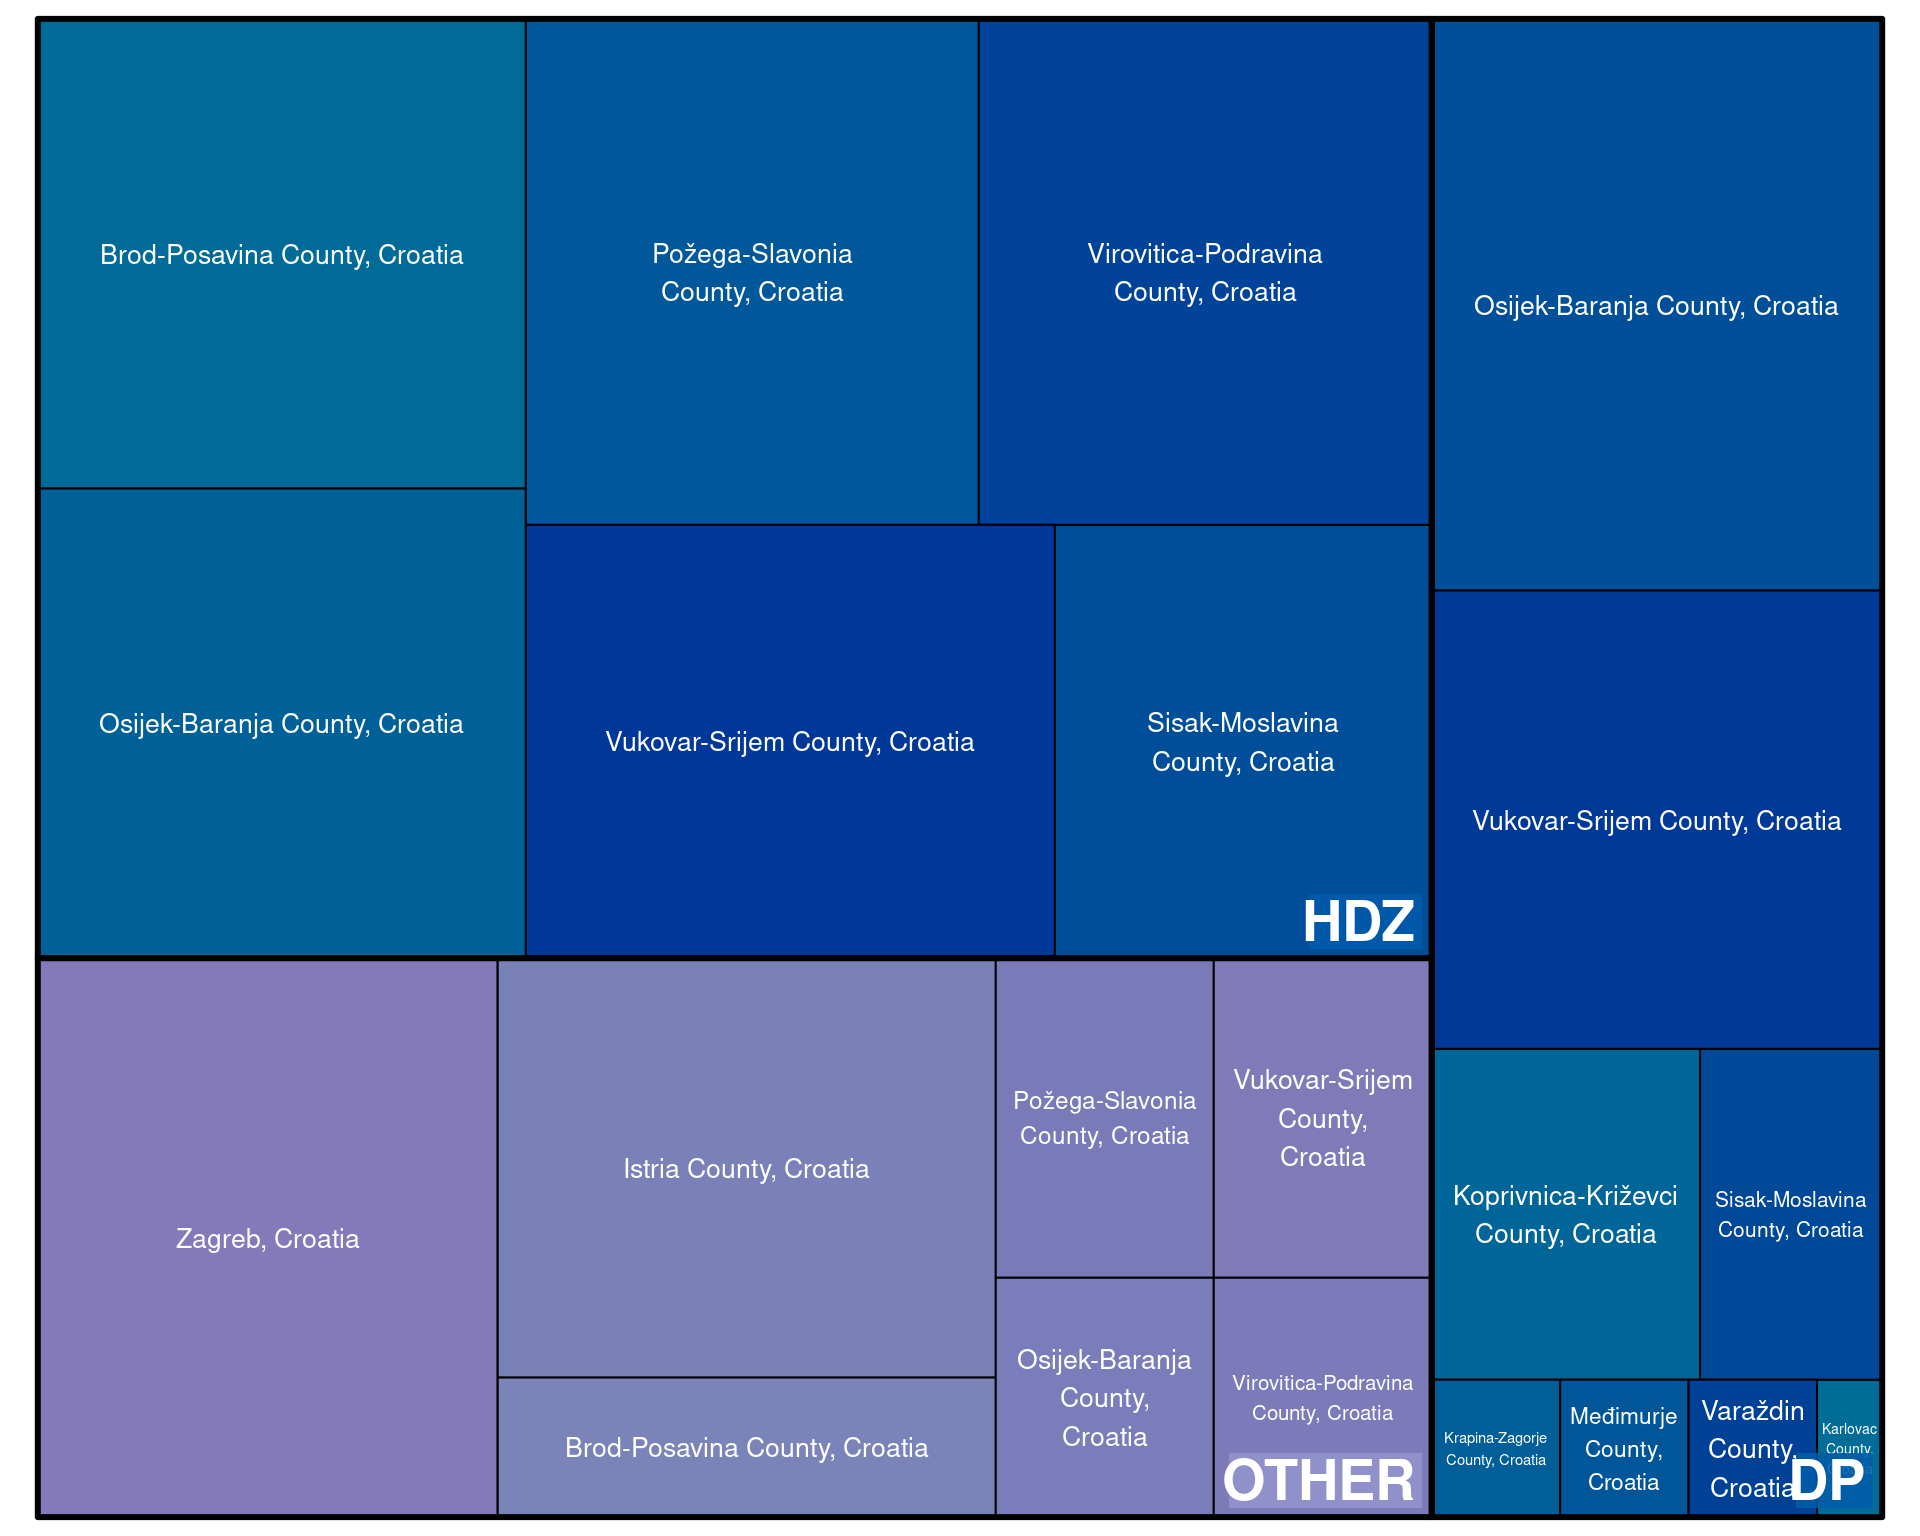 Brod-Posavina County, Croatia
Požega-Slavonia
County, Croatia
Virovitica-Podravina
County, Croatia
Osijek-Baranja County, Croatia
Osijek-Baranja County, Croatia
Vukovar-Srijem County, Croatia
Sisak-Moslavina
County, Croatia
HDZ
Vukovar-Srijem County, Croatia
Zagreb, Croatia
Istria County, Croatia
Brod-Posavina County, Croatia
Požega-Slavonia
County, Croatia
Vukovar-Srijem
County,
Croatia
Osijek-Baranja
County,
Croatia
Virovitica-Podravina
County, Croatia
OTHER
Koprivnica-Križevci
County, Croatia
Sisak-Moslavina
County, Croatia
Krapina-Zagorje
County, Croatia
Međimurje
County,
Croatia
Varaždin
County,
Croatia
Karlovac
County,
DP